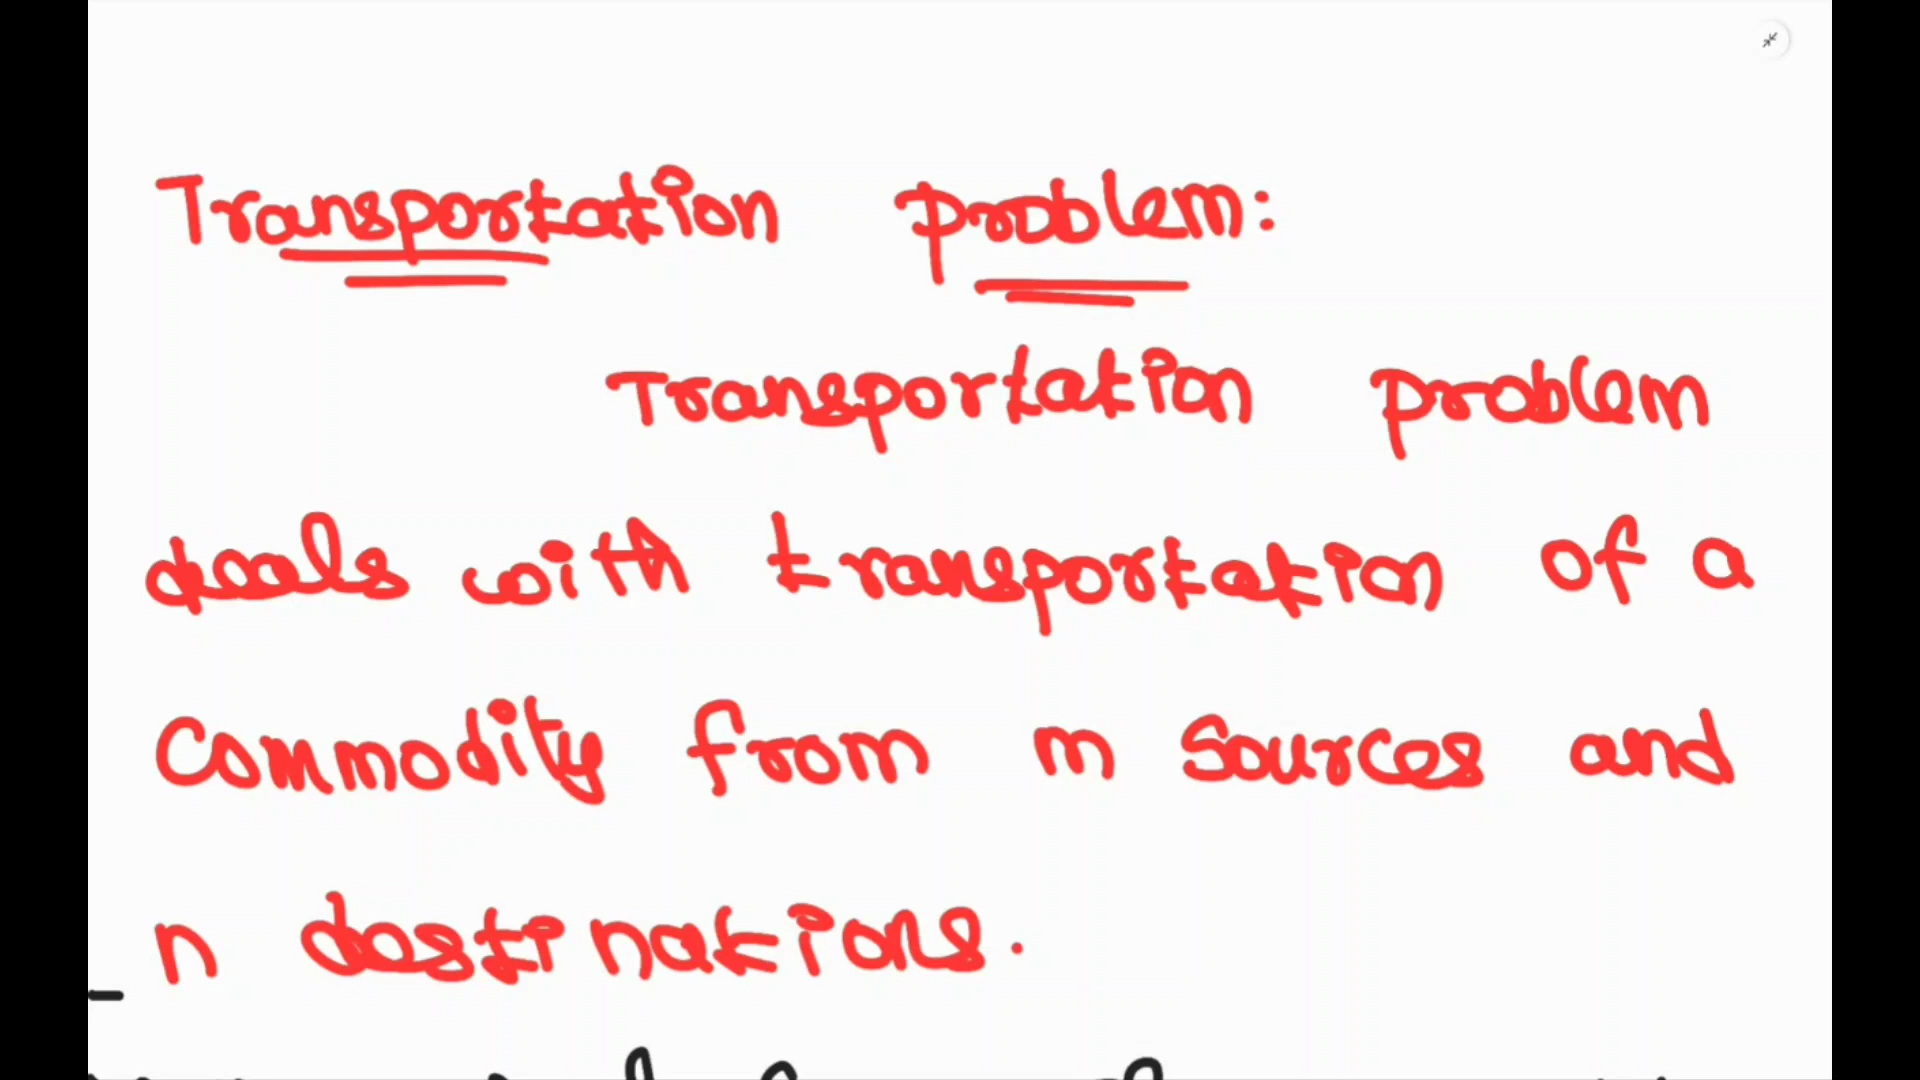 Transportation problem:
Transportation problem
deals with transportation of a
commodity from m sources and
n destinations.